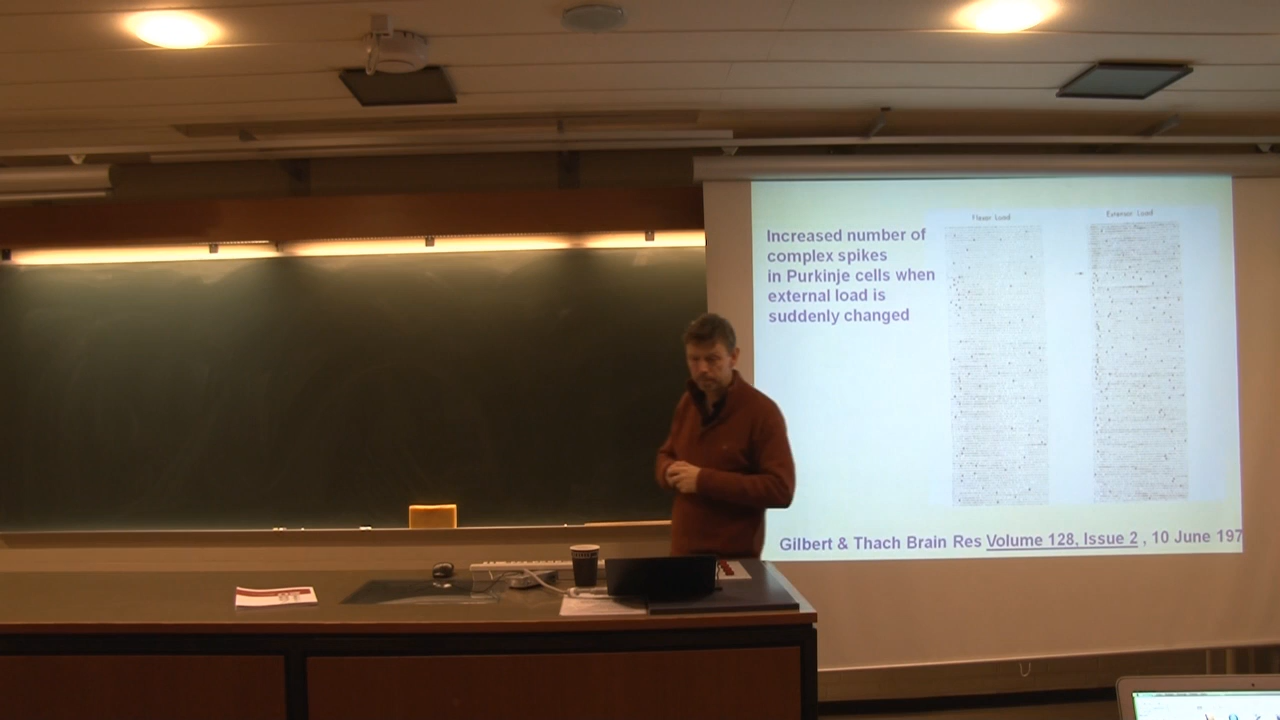 Flexor Load
Extensor Load
Increased number of
complex spikes
in Purkinje cells when
external load is
suddenly changed
Gilbert & Thach Brain Res Volume 128, Issue 2 , 10 June 197